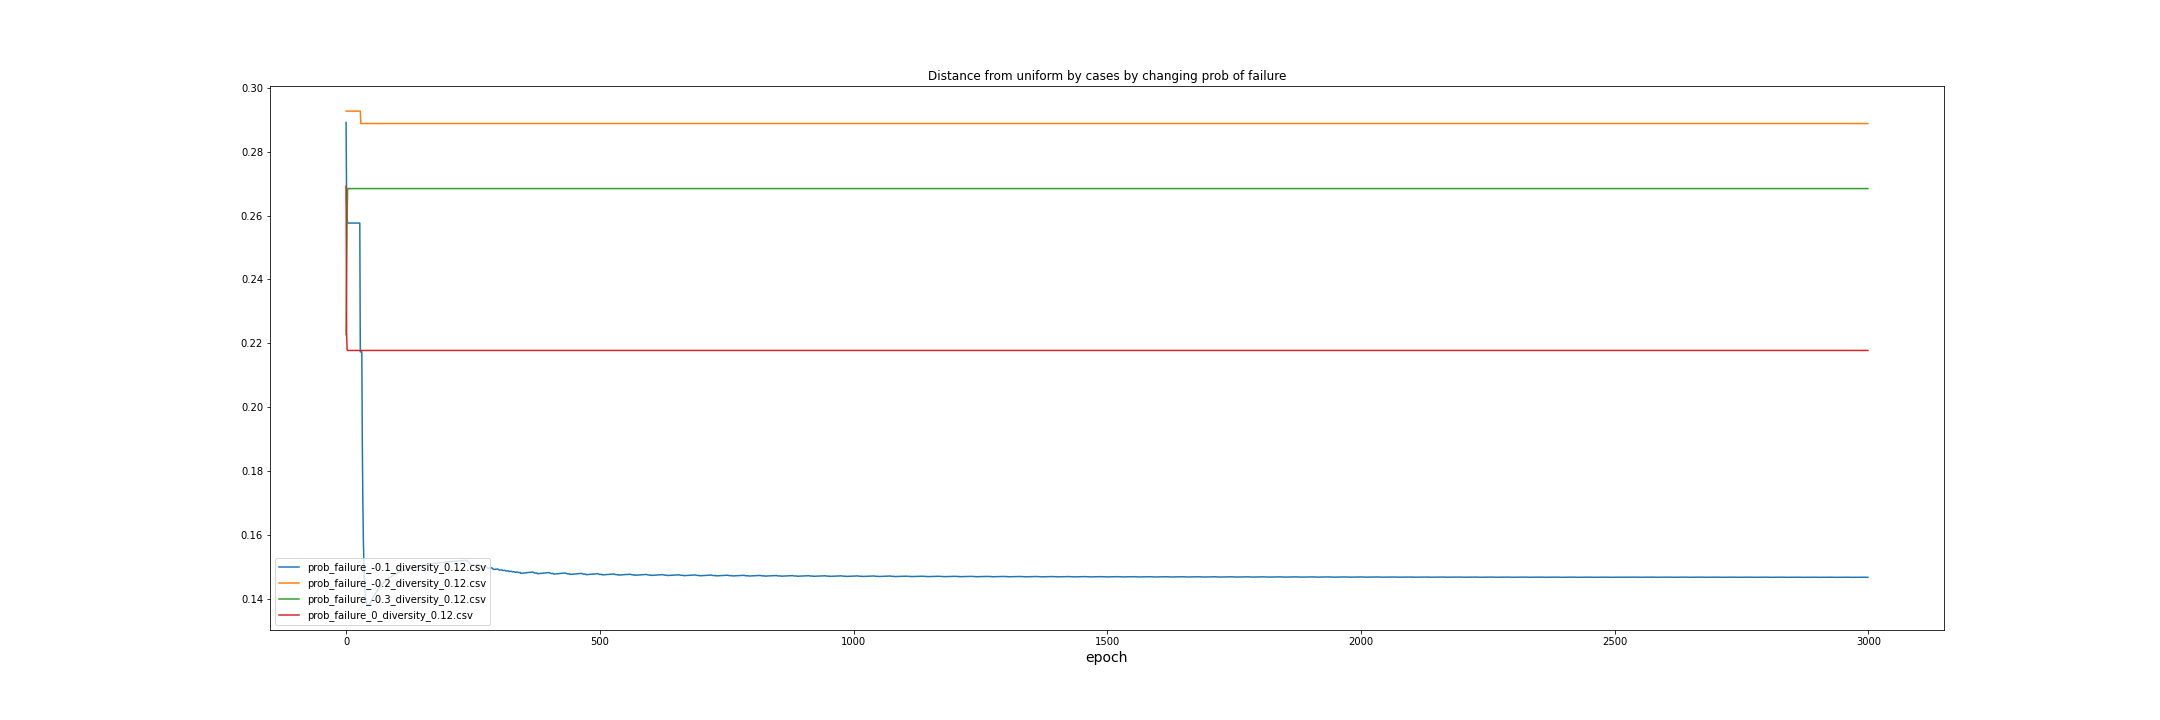 Distance from uniform by cases by changing prob of failure
0.30
0.28
0.26
0.24
0.22
0.20
0.18
0.16
0.14
prob_failure_-0.1_diversity_0.12.csv
prob_failure_-0.2_diversity_0.12.csv
prob_failure_-0.3_diversity_0.12.csv
prob_failure_0_diversity_0.12.csv
0 500 1000 1500 2000 2500 3000
epoch